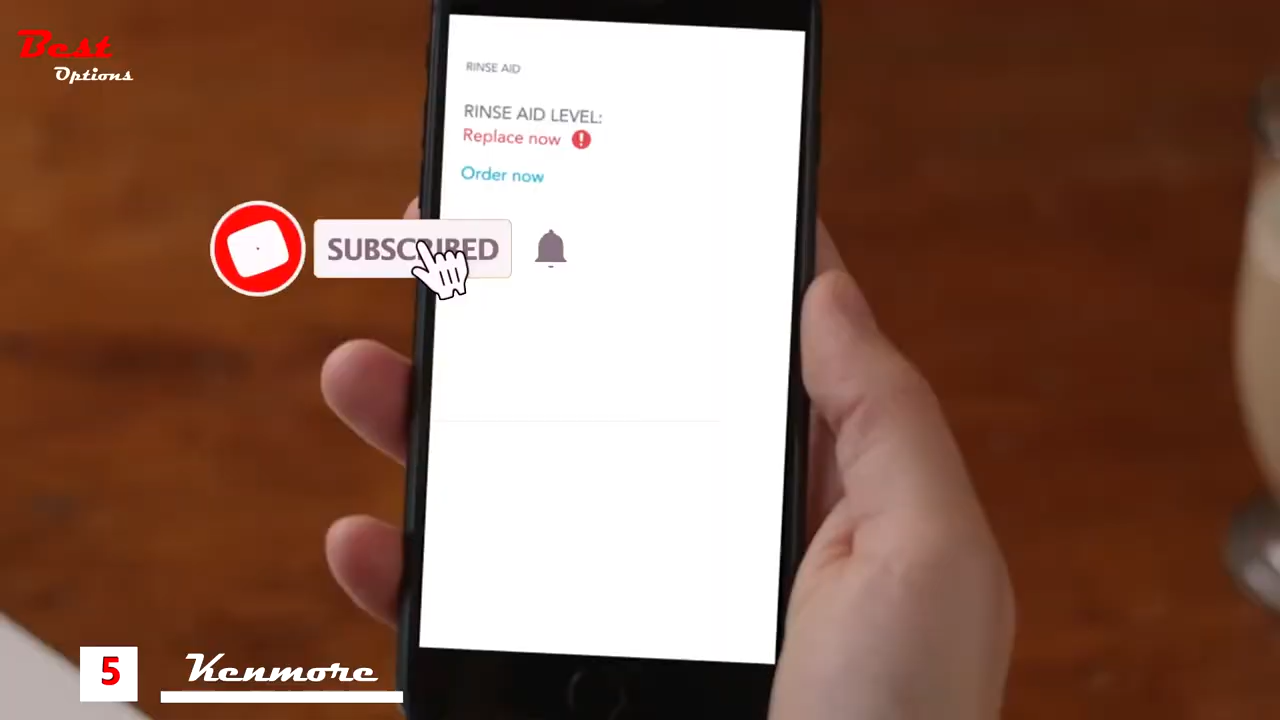 Best
Options
RINSE AID
RINSE AID LEVEL:
Replace now
Order now
SUBSCRIBED
5
Kenmore